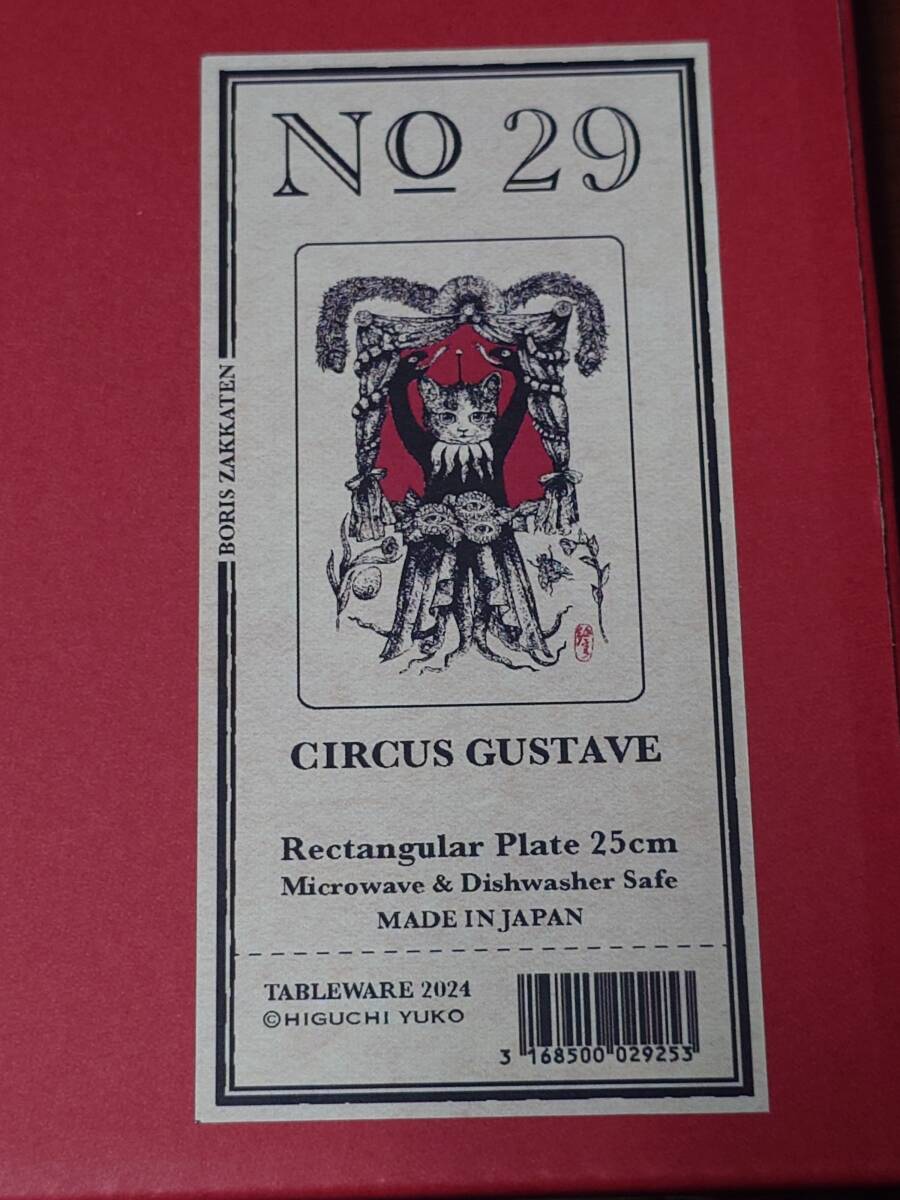 No 29
BORIS ZAKKATEN
CIRCUS GUSTAVE
Rectangular Plate 25cm
Microwave & Dishwasher Safe
MADE IN JAPAN
TABLEWARE 2024
©HIGUCHI YUKO
3 168500 029253